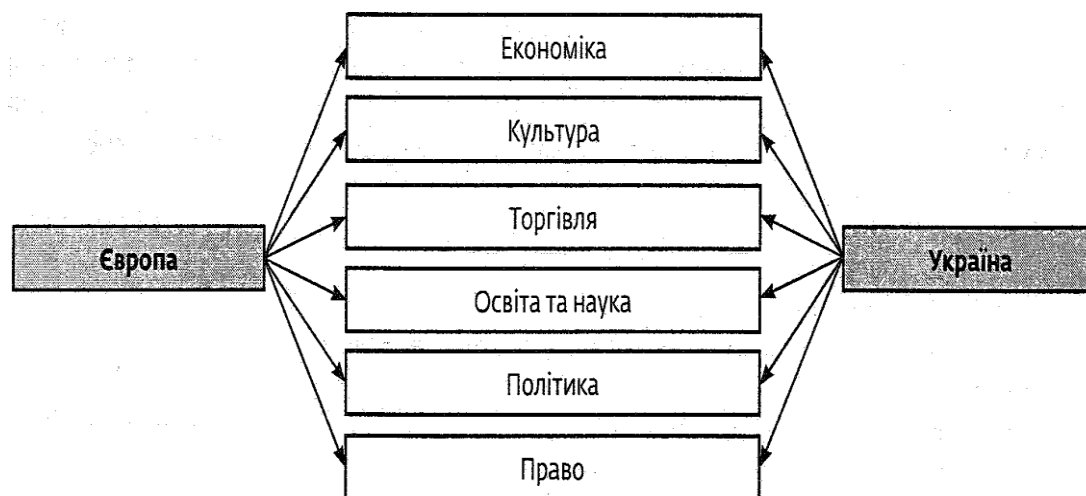 Економіка
Культура
Торгівля
Європа
Україна
Освіта та наука
Політика
Право